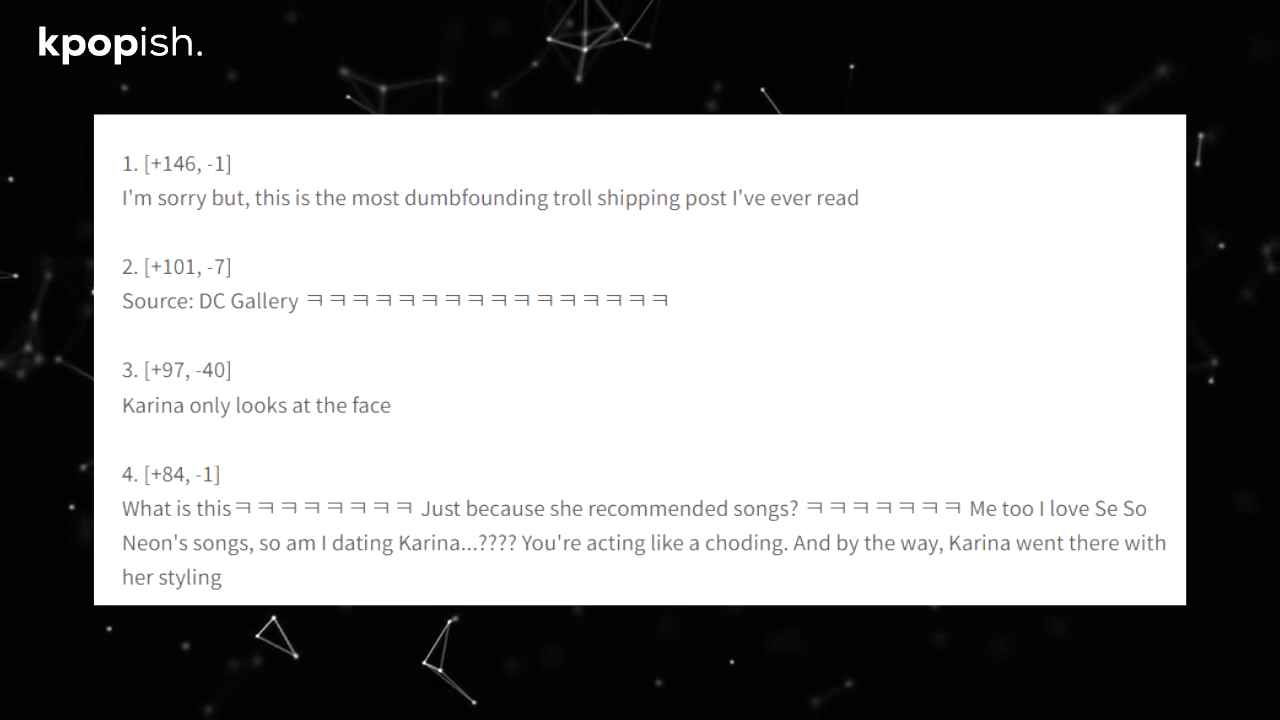 kpopish.
1. [+146, -1]
I'm sorry but, this is the most dumbfounding troll shipping post I've ever read
2. [+101, -7]
Source: DC Gallery ㅋㅋㅋㅋㅋㅋㅋㅋㅋㅋㅋㅋㅋㅋㅋㅋ
3. [+97, -40]
Karina only looks at the face
4. [+84, -1]
What is thisㅋㅋㅋㅋㅋㅋㅋㅋ Just because she recommended songs? ㅋㅋㅋㅋㅋㅋㅋ Me too I love Se So
Neon's songs, so am I dating Karina...???? You're acting like a choding. And by the way, Karina went there with
her styling